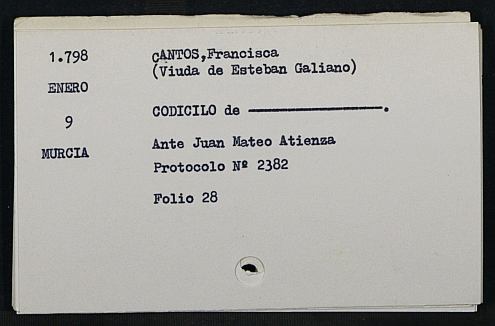 1.798
ENERO
9
MURCIA
CANTOS,Francisca
(Viuda de Esteban Galiano)
CODICILO de ————————.
Ante Juan Mateo Atienza
Protocolo Nº 2382
Folio 28